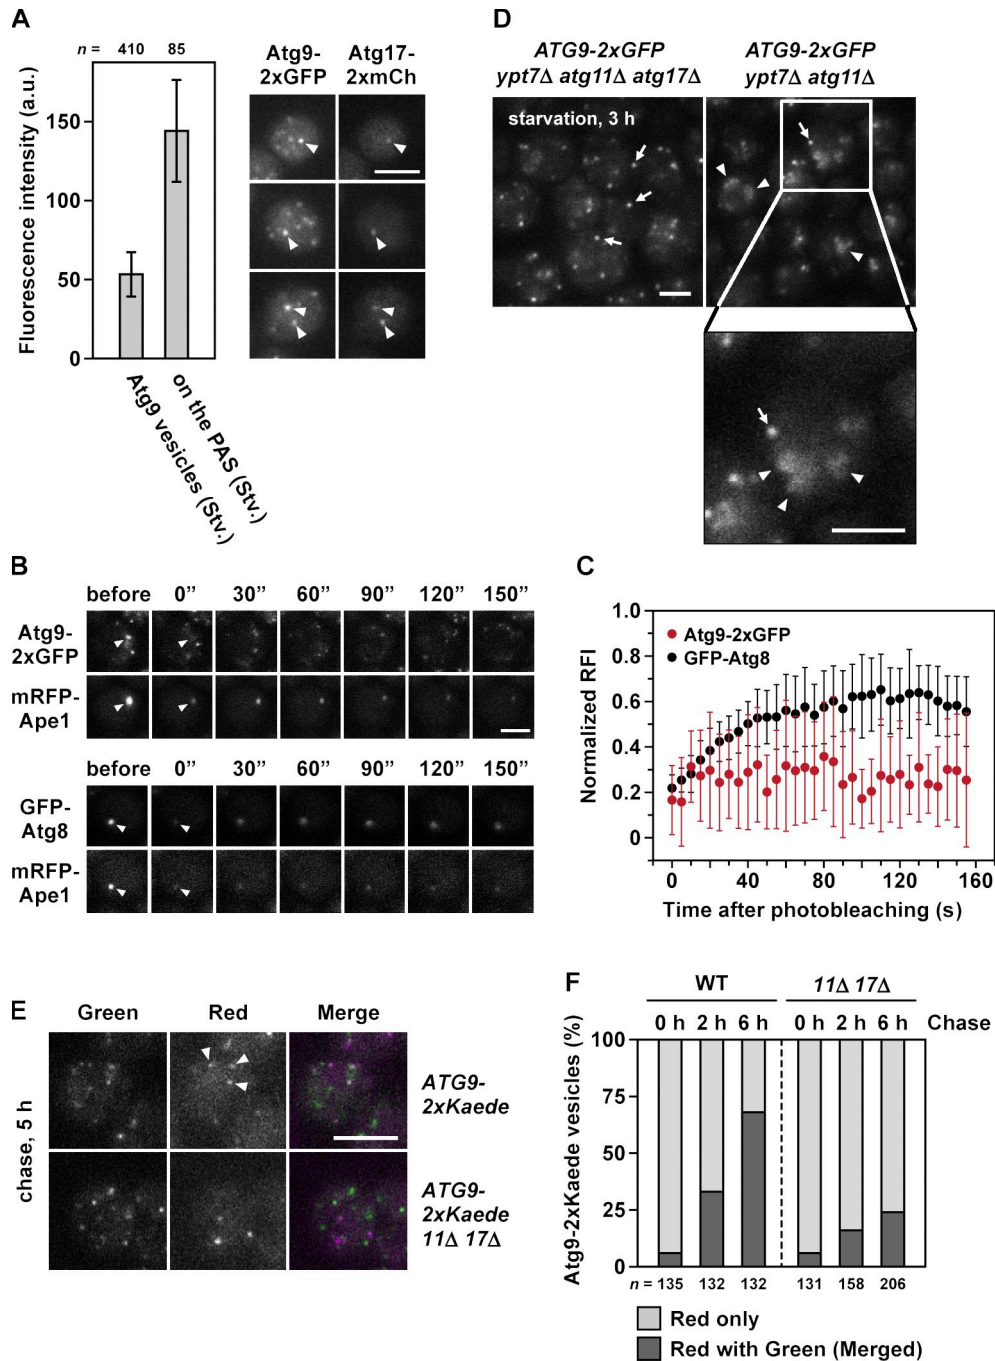 A
n = 410 85
Fluorescence intensity (a.u.)
150
100
50
0
Atg9 vesicles (Stv.)
on the PAS (Stv.)
Atg9-
2xGFP
Atg17-
2xmCh
D
ATG9-2xGFP
ypt7Δ atg11Δ atg17Δ
ATG9-2xGFP
ypt7Δ atg11Δ
starvation, 3 h
B
before 0” 30” 60” 90” 120” 150”
Atg9-
2xGFP
mRFP-
Ape1
before 0” 30” 60” 90” 120” 150”
GFP-
Atg8
mRFP-
Ape1
C
Normalized RFI
1.0
0.8
0.6
0.4
0.2
0
Atg9-2xGFP
GFP-Atg8
0 40 80 120 160
Time after photobleaching (s)
E
Green Red Merge
chase, 5 h
ATG9-
2xKaede
ATG9-
2xKaede
11Δ 17Δ
F
WT 11Δ 17Δ
0 h 2 h 6 h 0 h 2 h 6 h Chase
Atg9-2xKaede vesicles (%)
100
75
50
25
0
n = 135 132 132 131 158 206
Red only
Red with Green (Merged)